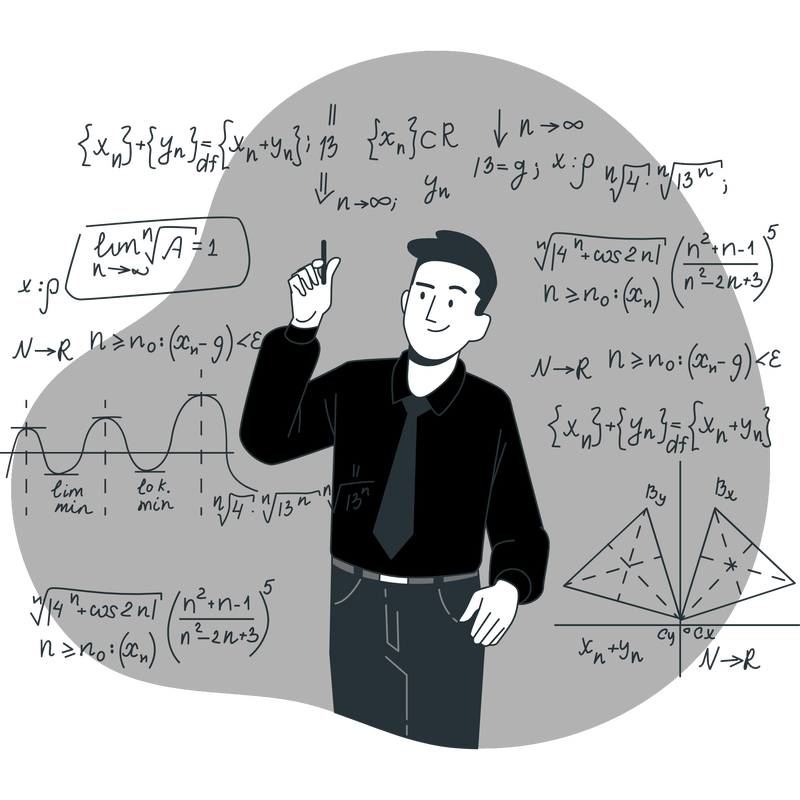 {xₙ}+{yₙ}=df{xₙ+yₙ}; 13
=
{xₙ}⊂R
↓ n→∞
13=g; x:ρ ⁿ√4! ⁿ√13ⁿ;
⇓ n→∞; yₙ
lim n→∞ ⁿ√A=1
x:ρ
N→R n≥n₀:(xₙ-g)<ε
ⁿ√|4ⁿ+cos2n| (n²+n-1/n²-2n+3)⁵
n≥n₀:(xₙ)
N→R n≥n₀:(xₙ-g)<ε
{xₙ}+{yₙ}=df{xₙ+yₙ}
lim min
lok. min
ⁿ√4! ⁿ√13ⁿ ⁿ√13ⁿ
=
By Bx
ⁿ√|4ⁿ+cos2n| (n²+n-1/n²-2n+3)⁵
n≥n₀:(xₙ)
Cy ° Cx
xₙ+yₙ N→R